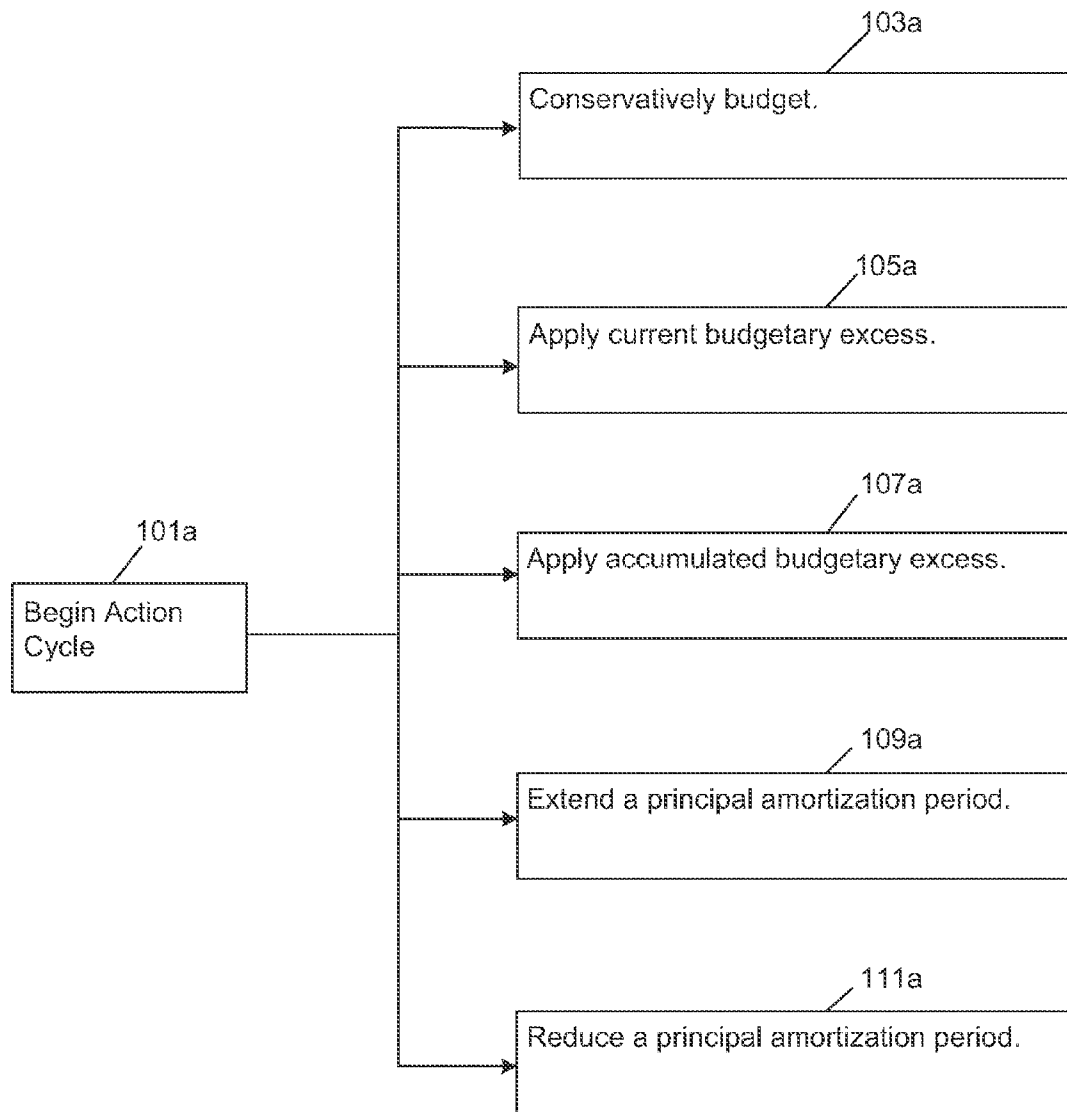 103a
Conservatively budget.
105a
Apply current budgetary excess.
107a
Apply accumulated budgetary excess.
101a
Begin Action
Cycle
109a
Extend a principal amortization period.
111a
Reduce a principal amortization period.